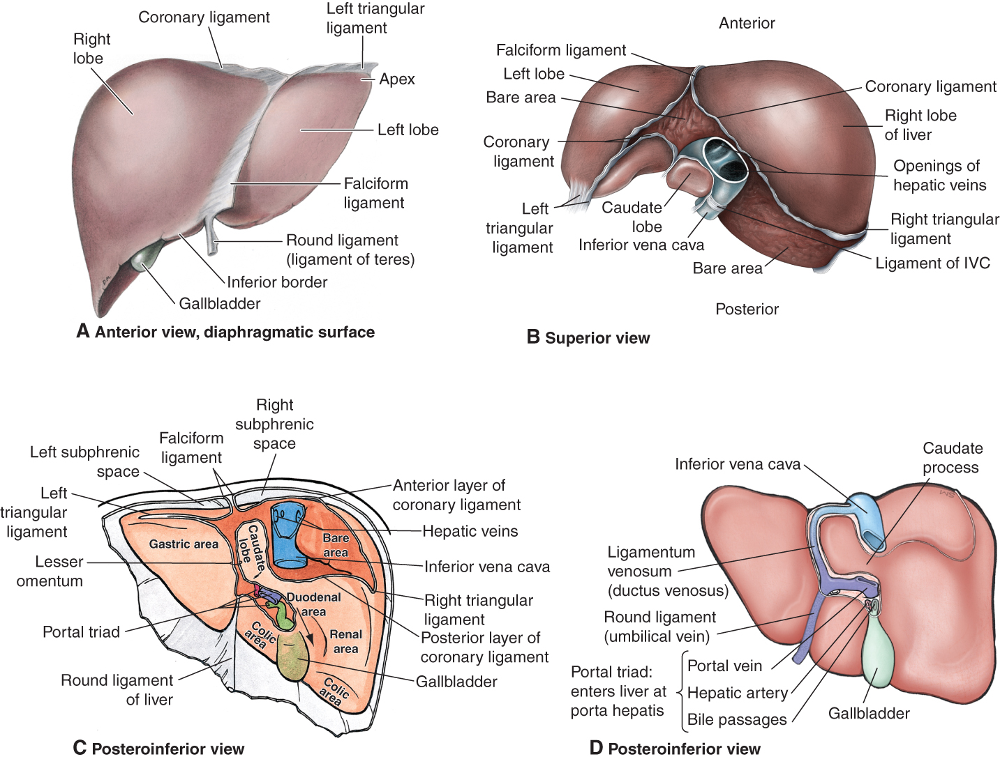 Coronary ligament
Left triangular
ligament
Right
lobe
Apex
Left lobe
Falciform
ligament
Round ligament
(ligament of teres)
Inferior border
Gallbladder
D.M.
A Anterior view, diaphragmatic surface
Anterior
Falciform ligament
Left lobe
Bare area
Coronary
ligament
Left
triangular
ligament
Caudate
lobe
Inferior vena cava
Bare area
Coronary ligament
Right lobe
of liver
Openings of
hepatic veins
Right triangular
ligament
Ligament of IVC
Posterior
B Superior view
Right
subphrenic
space
Falciform
ligament
Left subphrenic
space
Left
triangular
ligament
Lesser
omentum
Portal triad
Round ligament
of liver
Gastric area
Caudate
lobe
Bare
area
Duodenal
area
Colic
area
Renal
area
Colic
area
Anterior layer of
coronary ligament
Hepatic veins
Inferior vena cava
Right triangular
ligament
Posterior layer of
coronary ligament
Gallbladder
C Posteroinferior view
Caudate
process
Inferior vena cava
SM
Ligamentum
venosum
(ductus venosus)
Round ligament
(umbilical vein)
Portal triad:
enters liver at
porta hepatis
Portal vein
Hepatic artery
Bile passages
Gallbladder
D Posteroinferior view